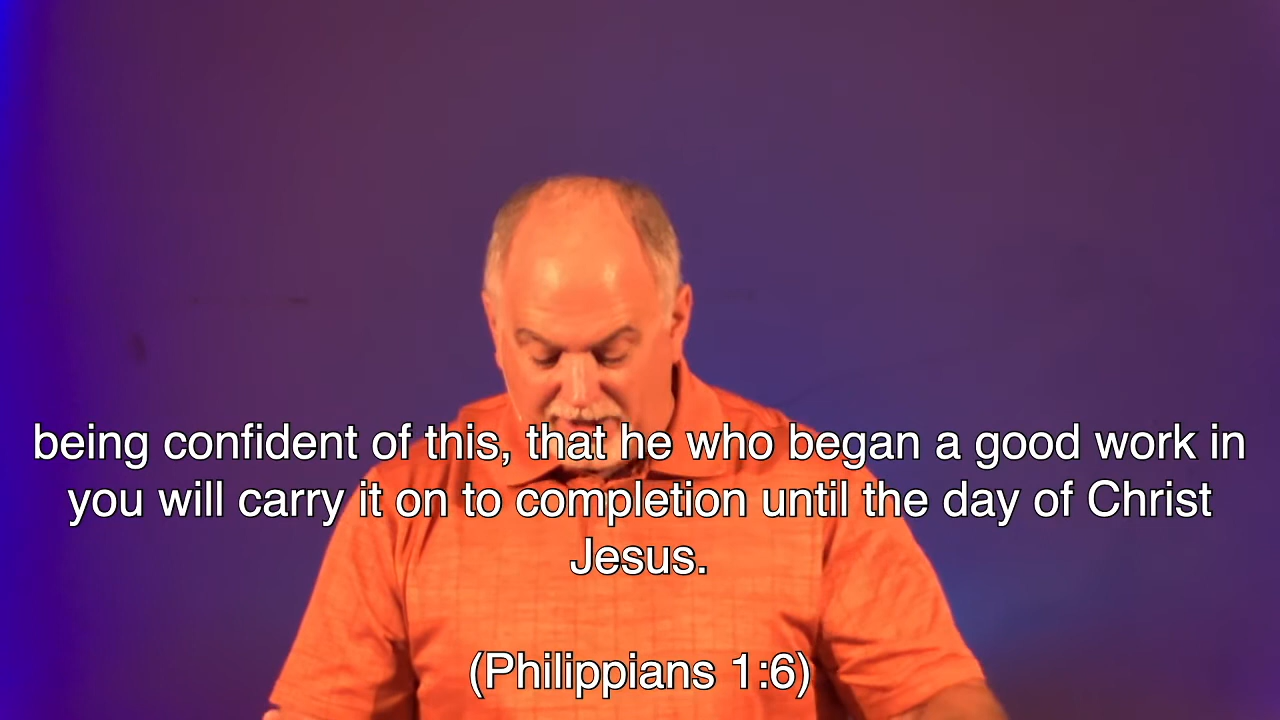 being confident of this, that he who began a good work in
you will carry it on to completion until the day of Christ
Jesus.
(Philippians 1:6)